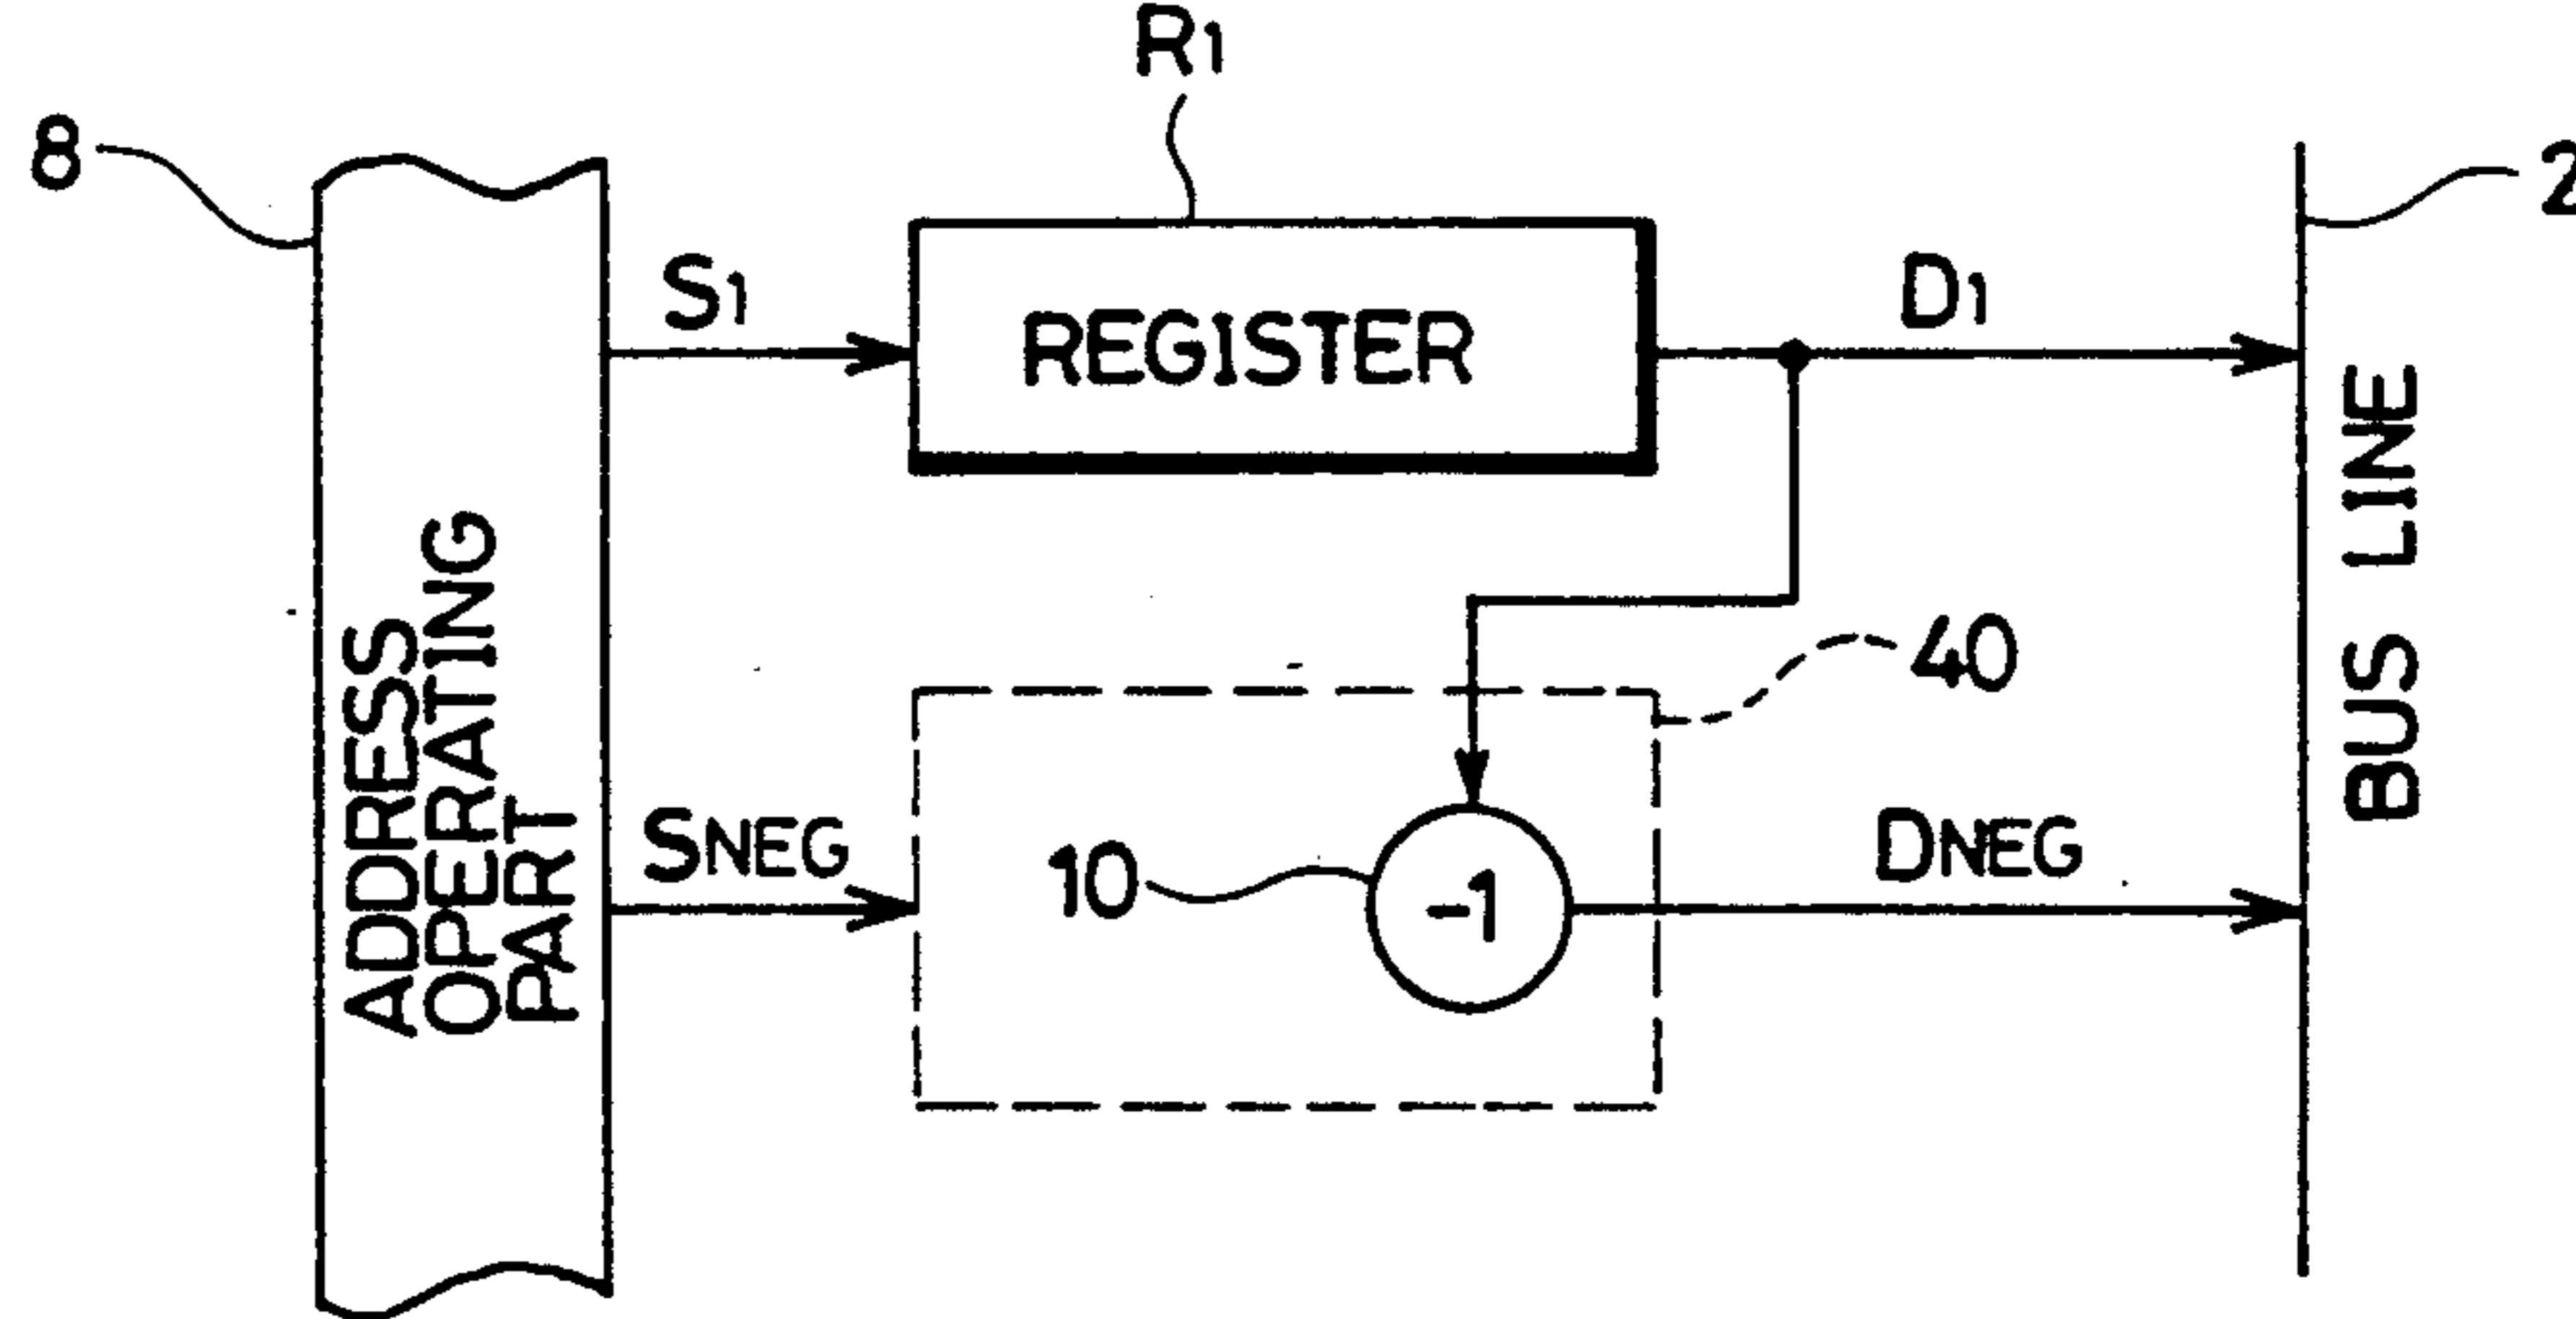 R1
8
2
S1
REGISTER
D1
BUS LINE
40
ADDRESS
OPERATING
PART
SNEG
10
-1
DNEG